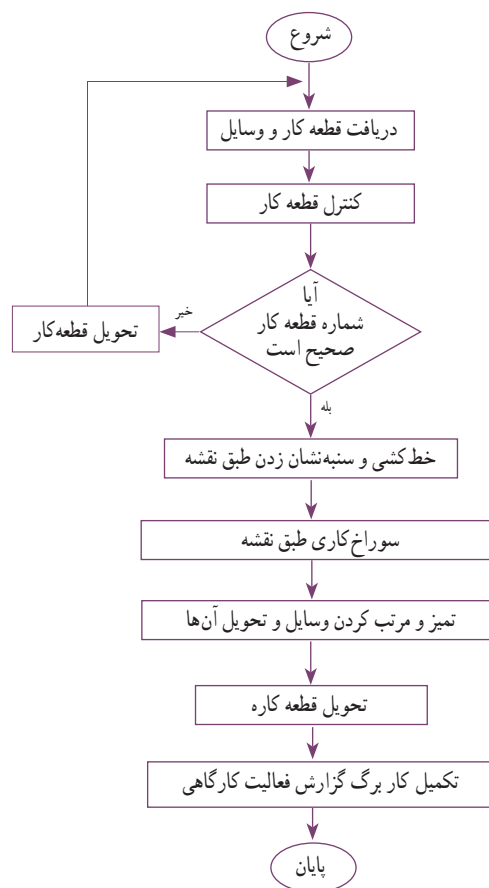 شروع
دریافت قطعه کار و وسایل
کنترل قطعه کار
آیا
شماره قطعه کار
صحیح است
خیر
تحویل قطعه‌کار
بله
خط‌کشی و سنبه‌نشان زدن طبق نقشه
سوراخ‌کاری طبق نقشه
تمیز و مرتب کردن وسایل و تحویل آن‌ها
تحویل قطعه کاره
تکمیل کار برگ گزارش فعالیت کارگاهی
پایان